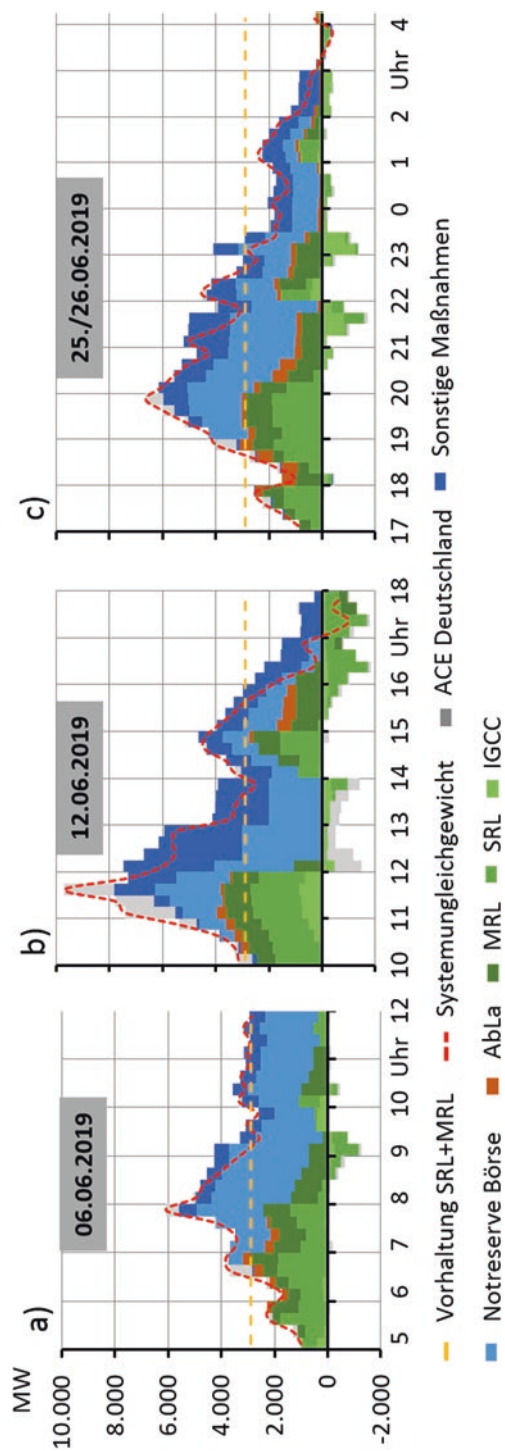 MW
a)
06.06.2019
b)
12.06.2019
c)
25./26.06.2019
10.000
8.000
6.000
4.000
2.000
0
-2.000
5 6 7 8 9 10 Uhr 12
10 11 12 13 14 15 16 Uhr 18
17 18 19 20 21 22 23 0 1 2 Uhr 4
Vorhaltung SRL+MRL Systemungleichgewicht ACE Deutschland Sonstige Maßnahmen
Notreserve Börse AbLa MRL SRL IGCC